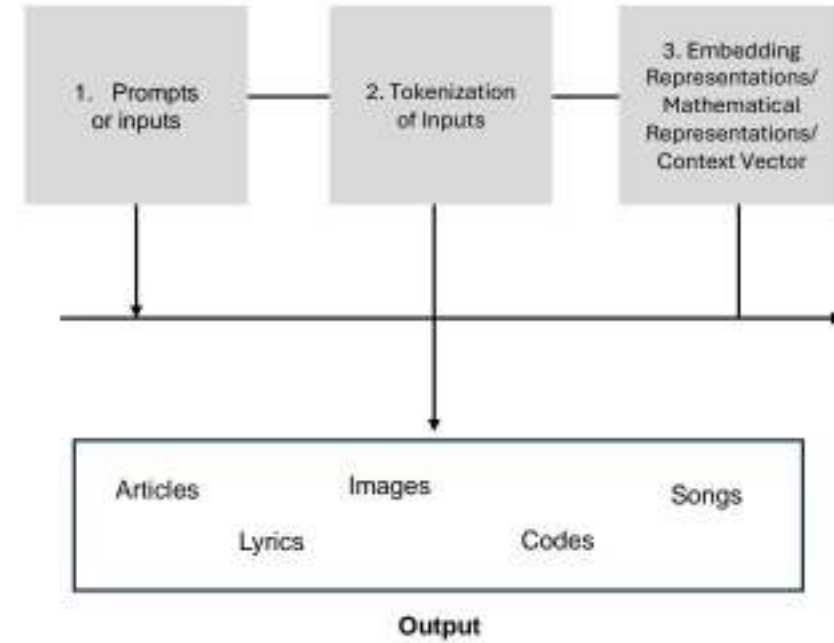 1. Prompts
or inputs
2. Tokenization
of Inputs
3. Embedding
Representations/
Mathematical
Representations/
Context Vector
Articles
Images
Songs
Lyrics
Codes
Output